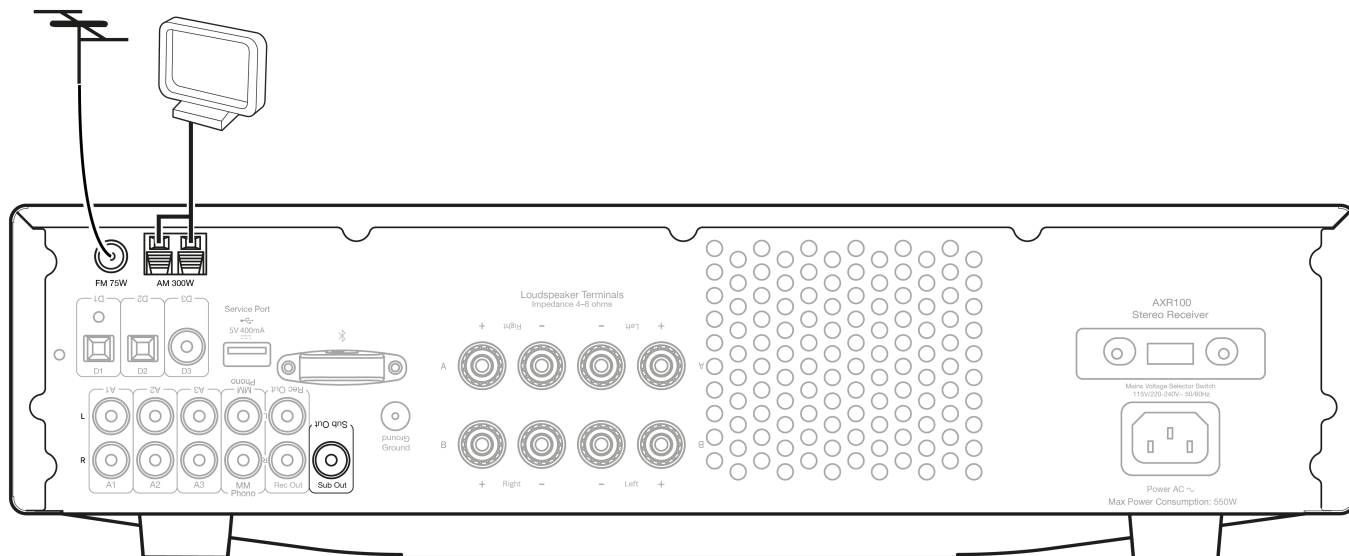 FM 75W
AM 300W
D1
D2
D3
Service Port
5V 400mA
D1
D2
D3
A1
A2
A3
MM
Phono
Rec Out
L
L
R
R
Sub Out
A1
A2
A3
MM
Phono
Rec Out
Sub Out
Ground
Ground
Loudspeaker Terminals
Impedance 4–8 ohms
+ Right – – Left +
A
A
B
B
+ Right – – Left +
AXR100
Stereo Receiver
Mains Voltage Selector Switch
115V/220-240V~ 50/60Hz
Power AC ~
Max Power Consumption: 550W